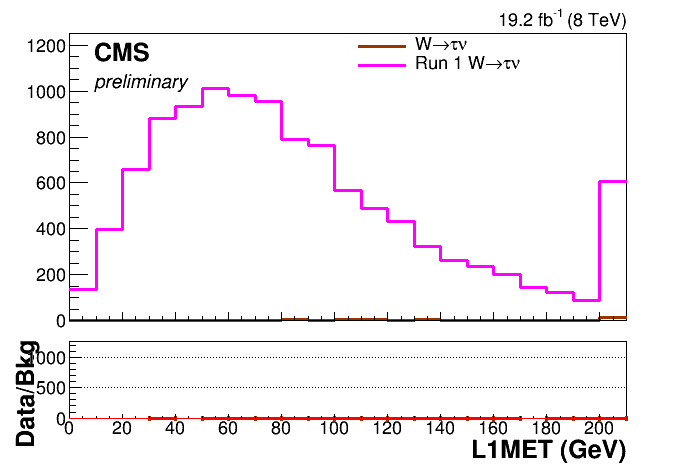 19.2 fb⁻¹ (8 TeV)
CMS
preliminary
W→τν
Run 1 W→τν
1200
1000
800
600
400
200
0
Data/Bkg
1000
500
0
0 20 40 60 80 100 120 140 160 180 200
L1MET (GeV)